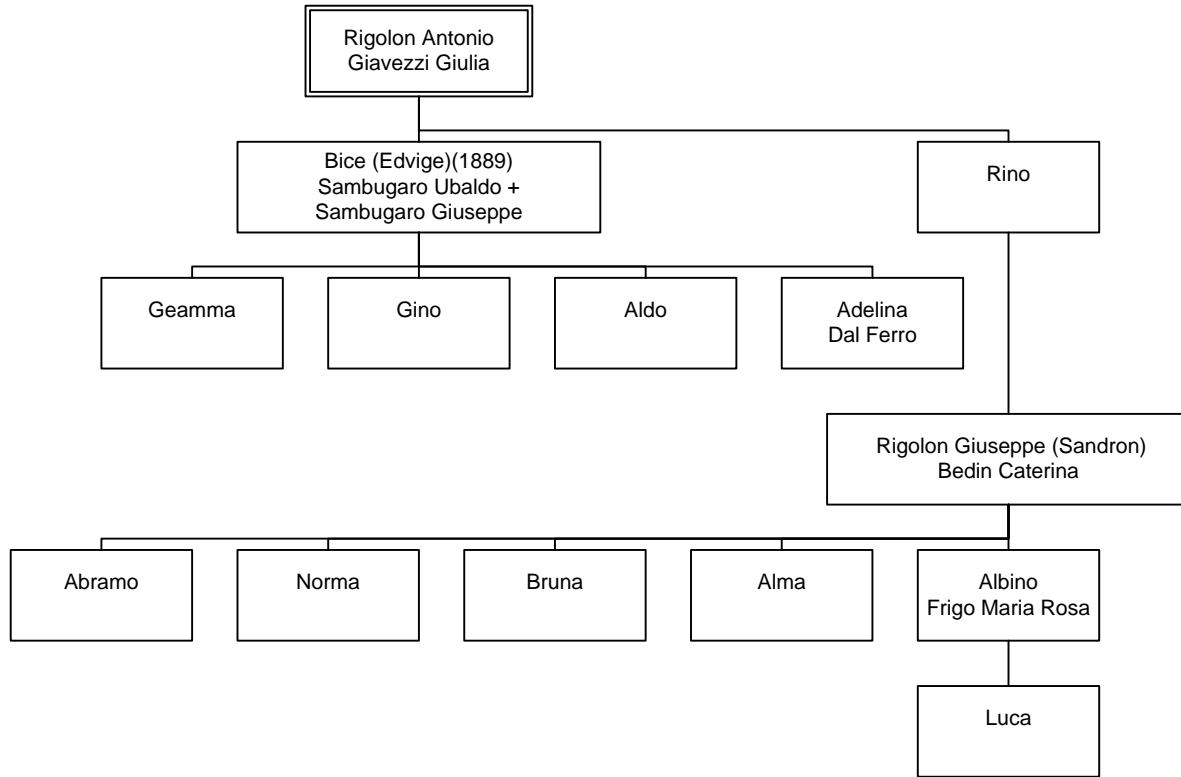 Rigolon Antonio
Giavezzi Giulia
Bice (Edvige)(1889)
Sambugaro Ubaldo +
Sambugaro Giuseppe
Rino
Geamma
Gino
Aldo
Adelina
Dal Ferro
Rigolon Giuseppe (Sandron)
Bedin Caterina
Abramo
Norma
Bruna
Alma
Albino
Frigo Maria Rosa
Luca